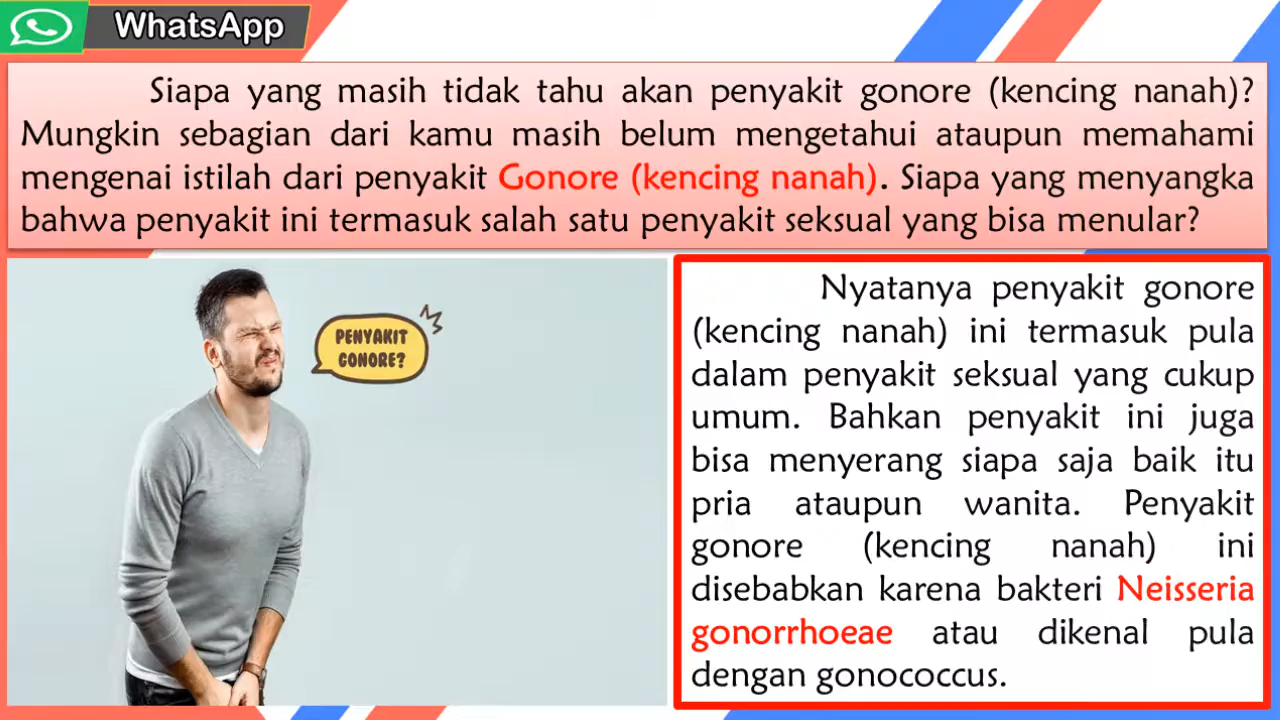 WhatsApp
Siapa yang masih tidak tahu akan penyakit gonore (kencing nanah)?
Mungkin sebagian dari kamu masih belum mengetahui ataupun memahami
mengenai istilah dari penyakit Gonore (kencing nanah). Siapa yang menyangka
bahwa penyakit ini termasuk salah satu penyakit seksual yang bisa menular?
PENYAKIT
GONORE?
Nyatanya penyakit gonore
(kencing nanah) ini termasuk pula
dalam penyakit seksual yang cukup
umum. Bahkan penyakit ini juga
bisa menyerang siapa saja baik itu
pria ataupun wanita. Penyakit
gonore (kencing nanah) ini
disebabkan karena bakteri Neisseria
gonorrhoeae atau dikenal pula
dengan gonococcus.